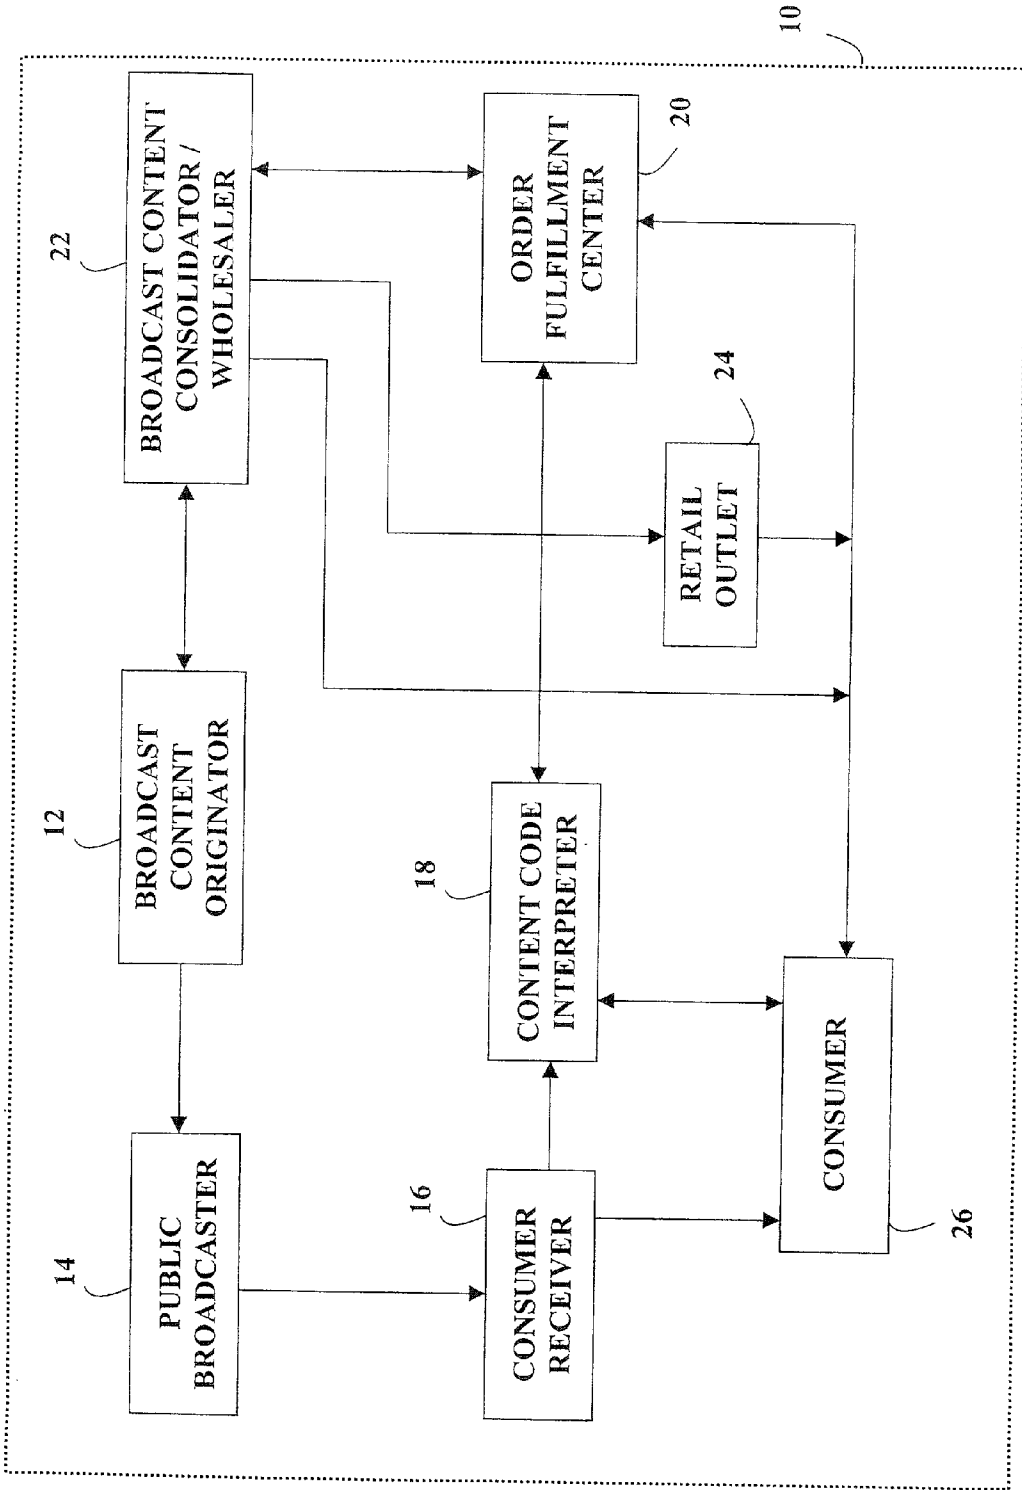 10
22
BROADCAST CONTENT
CONSOLIDATOR /
WHOLESALER
12
BROADCAST
CONTENT
ORIGINATOR
14
PUBLIC
BROADCASTER
20
ORDER
FULFILLMENT
CENTER
18
CONTENT CODE
INTERPRETER
16
CONSUMER
RECEIVER
24
RETAIL
OUTLET
26
CONSUMER